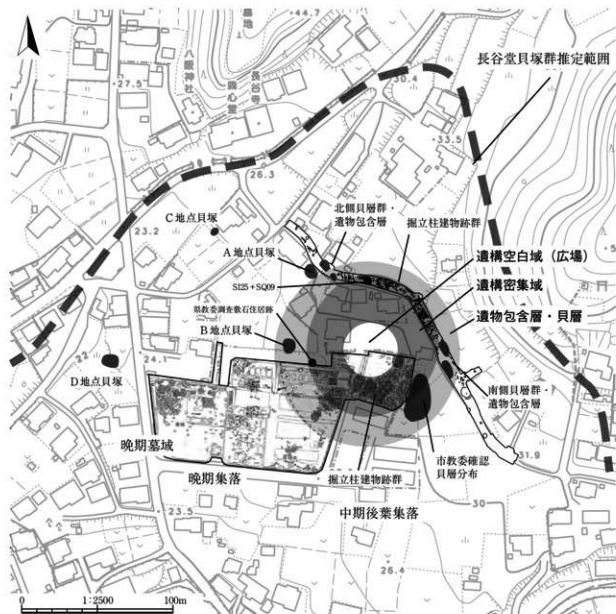 44.7
墓地
八阪神社
長谷寺
27.5
30.4
長谷堂貝塚群推定範囲
33.5
26.3
23.2
C地点貝塚
北側貝層群・
遺物包含層
掘立柱建物跡群
A地点貝塚
SI25+SQ09
遺構空白域（広場）
遺構密集域
県教委調査敷石住居跡
遺物包含層・貝層
B地点貝塚
22
24.1
D地点貝塚
南側貝層群・
遺物包含層
晩期墓域
市教委確認
貝層分布
31.9
晩期集落
掘立柱建物跡群
23.5
中期後葉集落
30
26.4
0
1:2500
100m